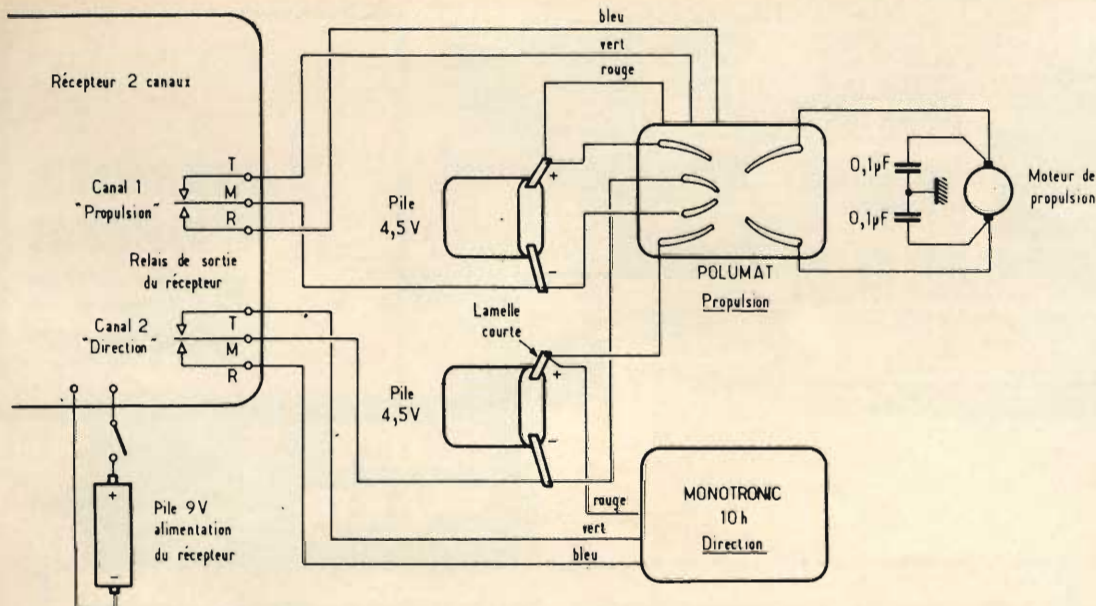 bleu
vert
rouge
Récepteur 2 canaux
Canal 1
"Propulsion"
T
M
R
Relais de sortie
du récepteur
Canal 2
"Direction"
T
M
R
Pile
4,5V
+
−
Lamelle
courte
Pile
4,5V
+
−
POLUMAT
Propulsion
0,1µF
0,1µF
Moteur de
propulsion
+
−
Pile 9V
alimentation
du récepteur
rouge
vert
bleu
MONOTRONIC
10h
Direction